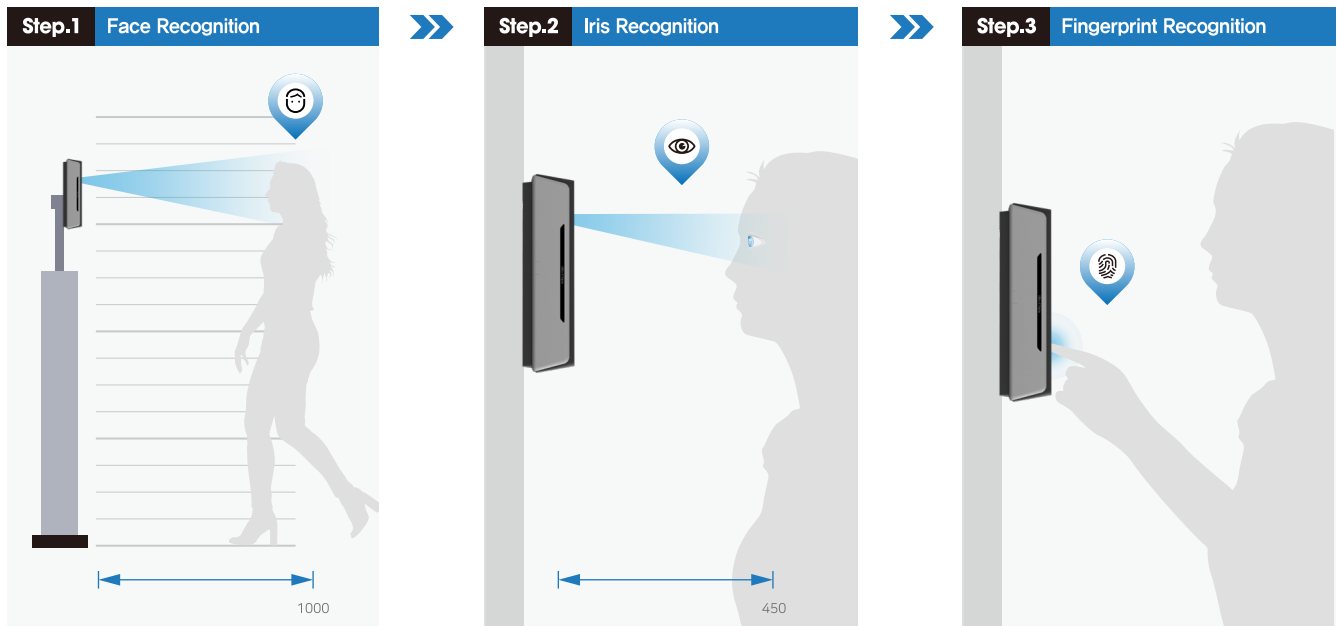 Step.1 Face Recognition
Step.2 Iris Recognition
Step.3 Fingerprint Recognition
1000
450